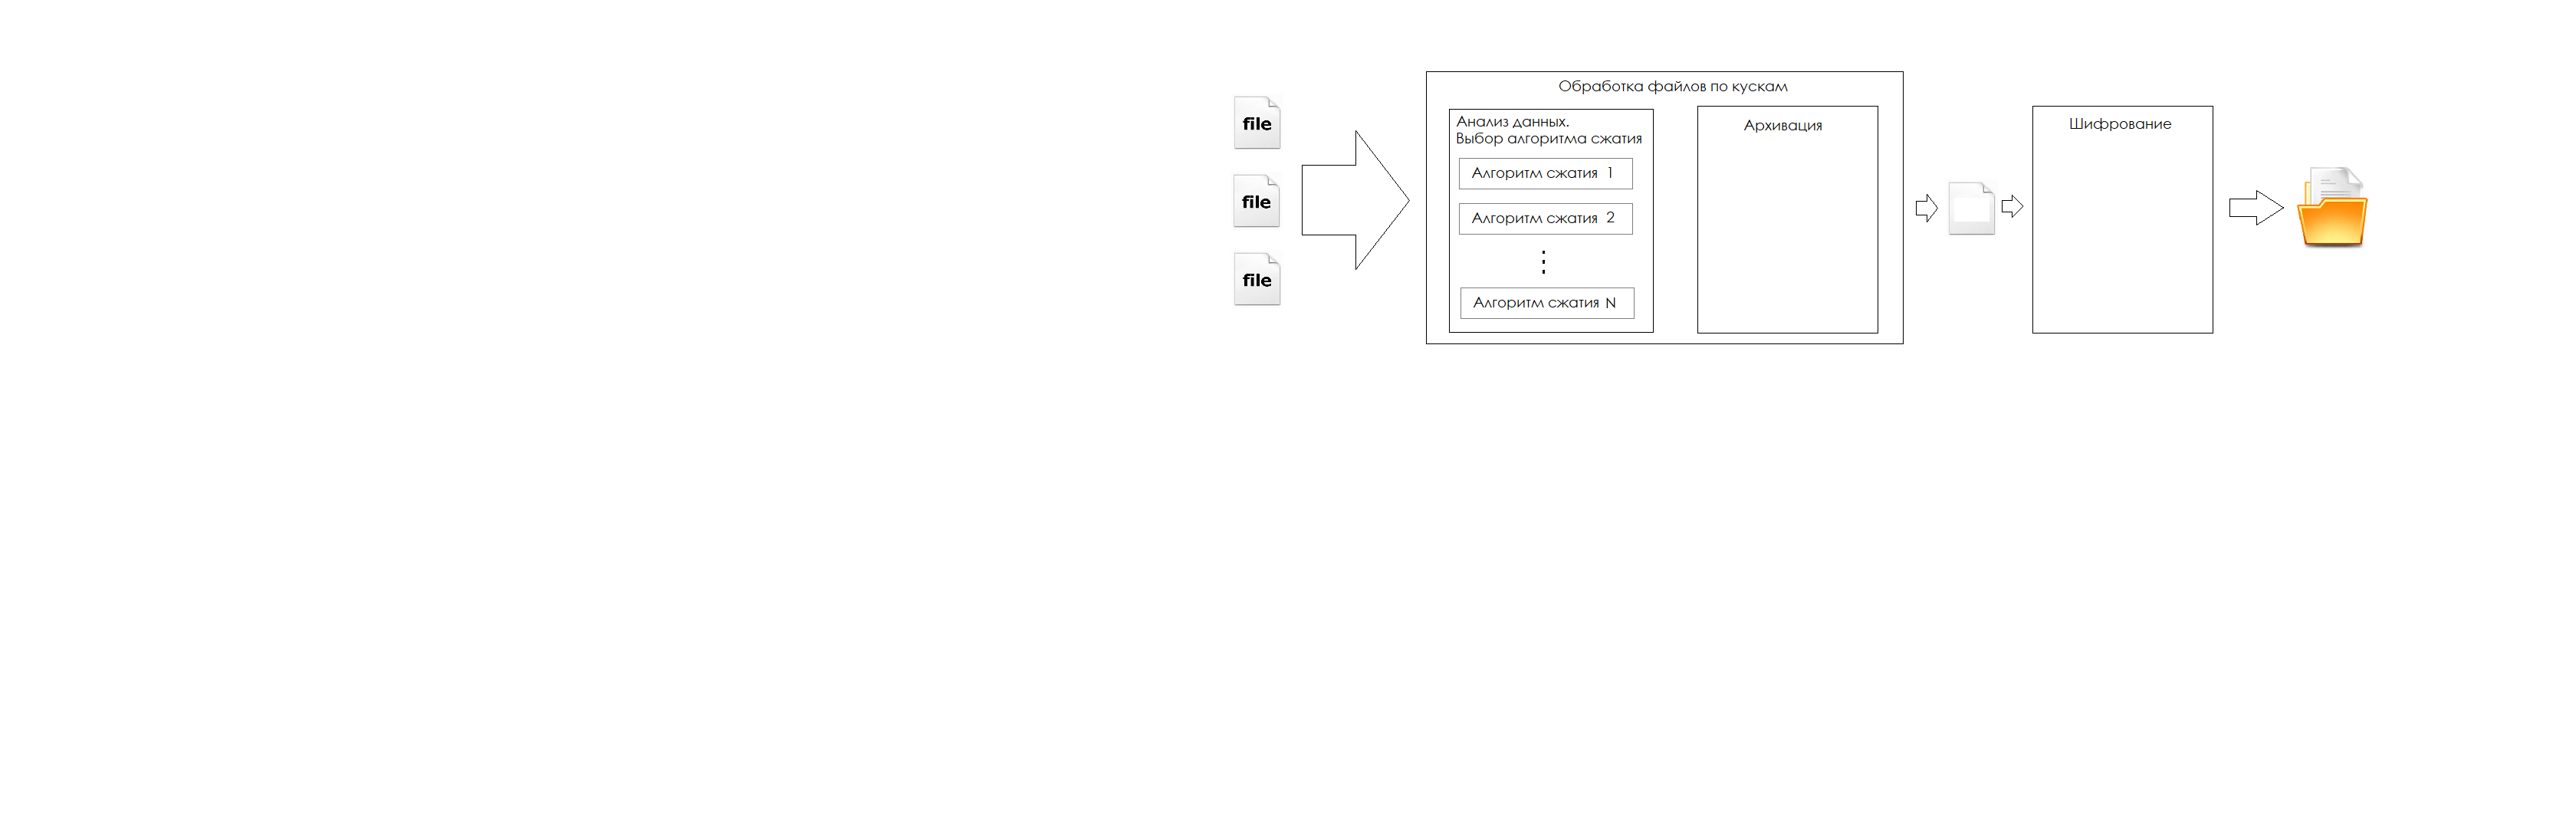 file
file
file
Обработка файлов по кускам
Анализ данных.
Выбор алгоритма сжатия
Алгоритм сжатия 1
Алгоритм сжатия 2
Алгоритм сжатия N
Архивация
Шифрование